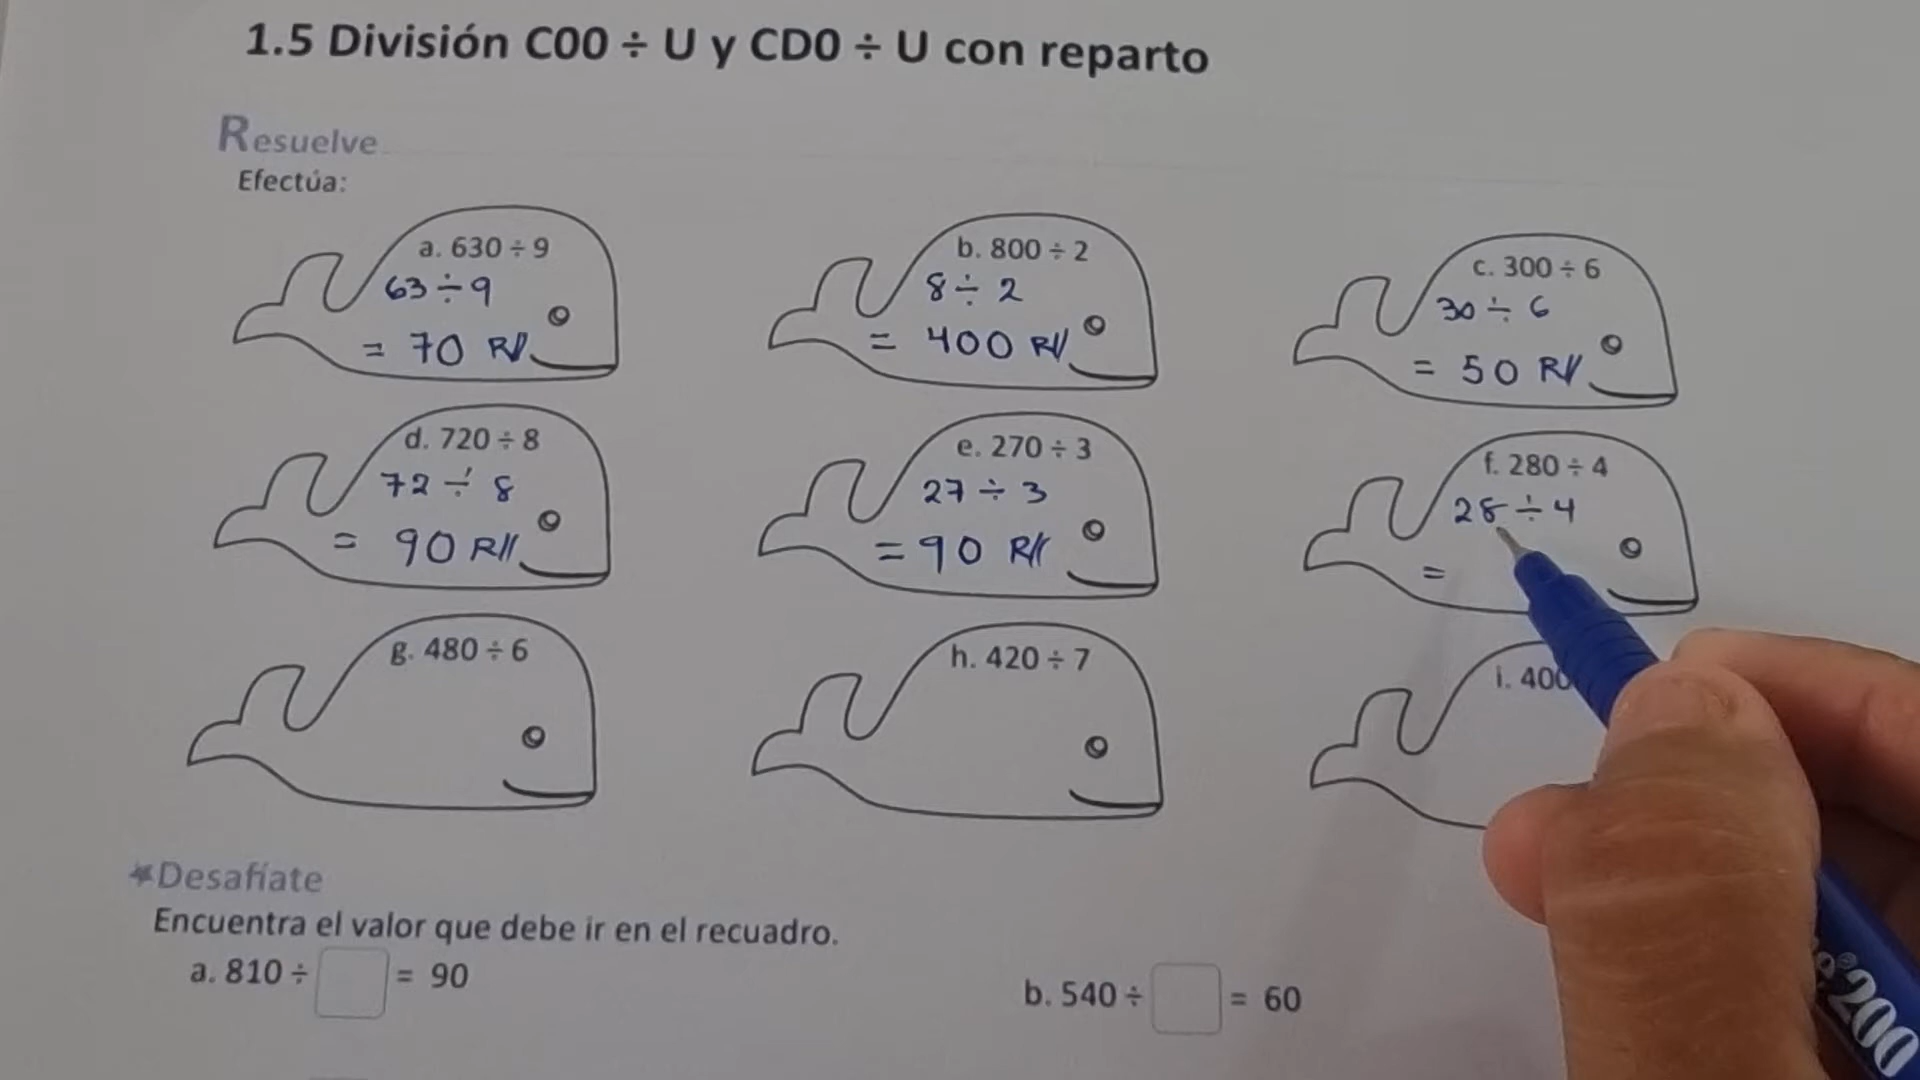 1.5 División C00 ÷ U y CD0 ÷ U con reparto
Resuelve
Efectúa:
a. 630 ÷ 9
63 ÷ 9
= 70 R//
b. 800 ÷ 2
8 ÷ 2
= 400 R//
c. 300 ÷ 6
30 ÷ 6
= 50 R//
d. 720 ÷ 8
72 ÷ 8
= 90 R//
e. 270 ÷ 3
27 ÷ 3
= 90 R//
f. 280 ÷ 4
28 ÷ 4
=
g. 480 ÷ 6
h. 420 ÷ 7
i. 400
*Desafíate
Encuentra el valor que debe ir en el recuadro.
a. 810 ÷ = 90
b. 540 ÷ = 60
200